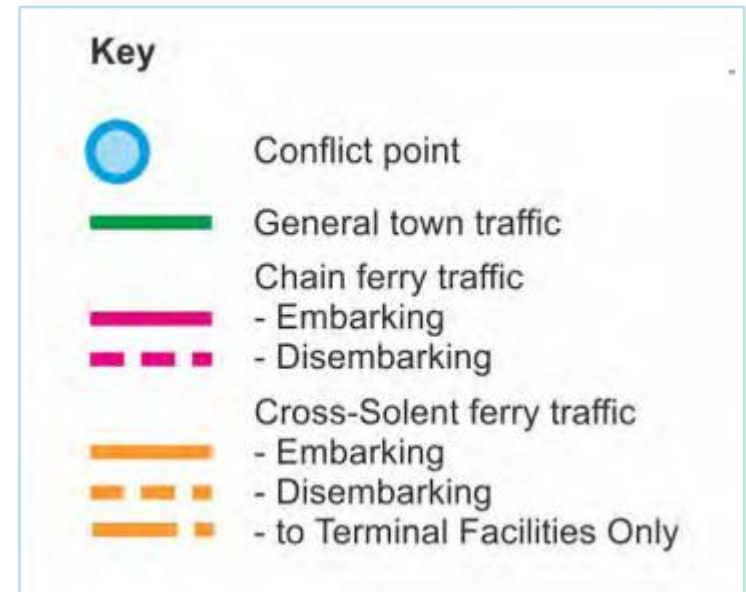 Key
Conflict point
General town traffic
Chain ferry traffic
- Embarking
- Disembarking
Cross-Solent ferry traffic
- Embarking
- Disembarking
- to Terminal Facilities Only